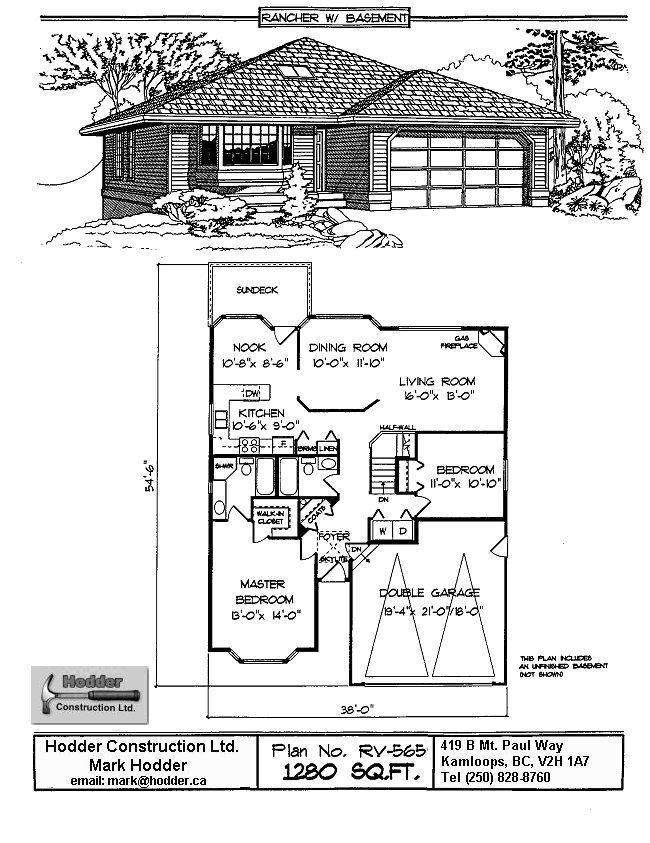 RANCHER W/ BASEMENT
SUNDECK
NOOK
10'-8" x 8'-6"
DINING ROOM
10'-0" x 11'-10"
GAS
FIREPLACE
LIVING ROOM
16'-0" x 13'-0"
DW
KITCHEN
10'-6" x 9'-0"
F
BRMS
LINEN
HALF-WALL
BEDROOM
11'-0" x 10'-10"
SHWR
DN
WALK-IN
CLOSET
COATS
W
D
FOYER
SKYLITE
DN
54'-6"
MASTER
BEDROOM
13'-0" x 14'-0"
DOUBLE GARAGE
19'-4" x 21'-0"/18'-0"
THIS PLAN INCLUDES
AN UNFINISHED BASEMENT
(NOT SHOWN)
Hodder
Construction Ltd.
38'-0"
Hodder Construction Ltd.
Mark Hodder
email: mark@hodder.ca
Plan No. RV-565
1280 SQ.FT.
419 B Mt. Paul Way
Kamloops, BC, V2H 1A7
Tel (250) 828-8760